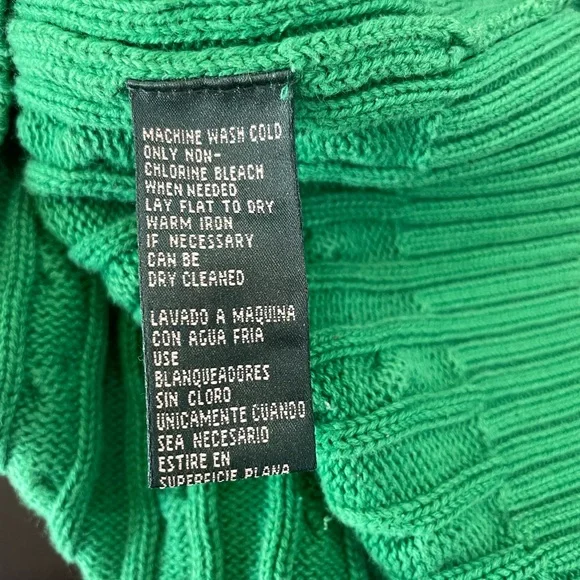 MACHINE WASH COLD
ONLY NON-
CHLORINE BLEACH
WHEN NEEDED
LAY FLAT TO DRY
WARM IRON
IF NECESSARY
CAN BE
DRY CLEANED
LAVADO A MAQUINA
CON AGUA FRIA
USE
BLANQUEADORES
SIN CLORO
UNICAMENTE CUANDO
SEA NECESARIO
ESTIRE EN
SUPERFICIE PLANA